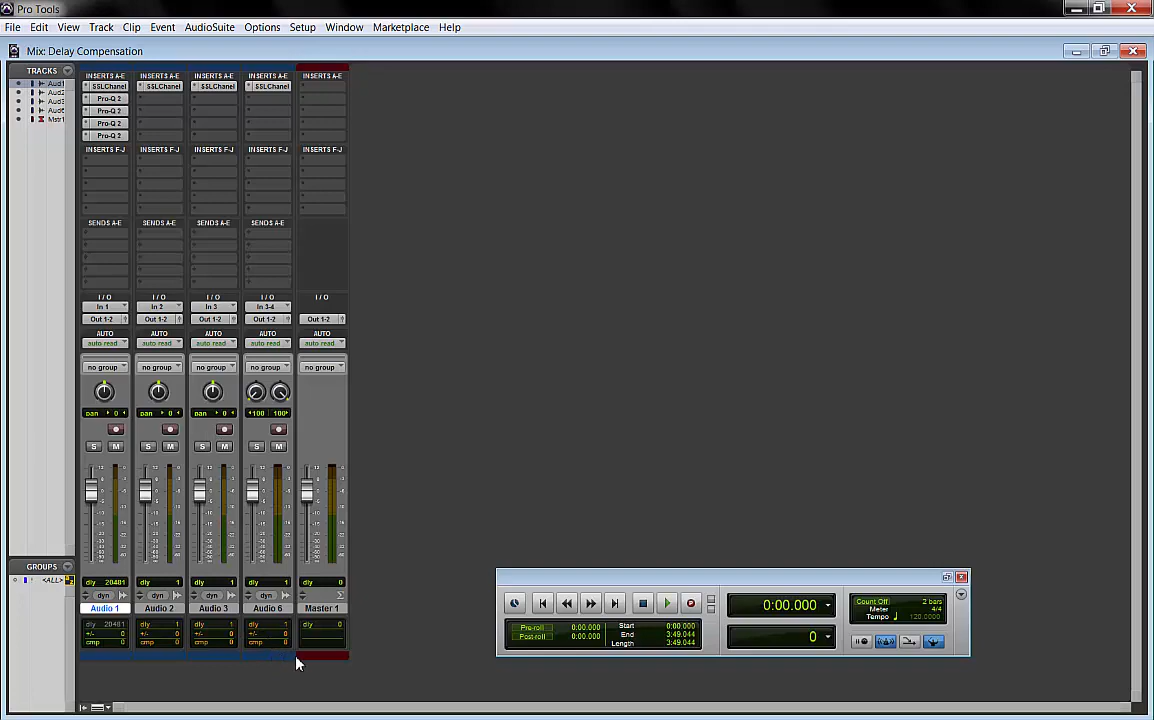 Pro Tools
File Edit View Track Clip Event AudioSuite Options Setup Window Marketplace Help
Mix: Delay Compensation
TRACKS
Aud1
Aud2
Aud3
Aud6
Mstr1
INSERTS A-E INSERTS A-E INSERTS A-E INSERTS A-E INSERTS A-E
SSLChanel SSLChanel SSLChanel SSLChanel
Pro-Q 2
Pro-Q 2
Pro-Q 2
Pro-Q 2
INSERTS F-J INSERTS F-J INSERTS F-J INSERTS F-J INSERTS F-J
SENDS A-E SENDS A-E SENDS A-E SENDS A-E
I / O I / O I / O I / O I / O
In 1 In 2 In 3 In 3-4
Out 1-2 Out 1-2 Out 1-2 Out 1-2 Out 1-2
AUTO AUTO AUTO AUTO AUTO
auto read auto read auto read auto read auto read
no group no group no group no group no group
pan 0 pan 0 pan 0 100 100
S M S M S M S M
dly 20481 dly 1 dly 1 dly 1 dly 0
dyn dyn dyn dyn
Audio 1 Audio 2 Audio 3 Audio 6 Master 1
dly 20481 dly 1 dly 1 dly 1 dly 0
+/- 0 +/- 0 +/- 0 +/- 0
cmp 0 cmp 0 cmp 0 cmp 0
GROUPS
<ALL>
Pre-roll 0:00.000
Post-roll 0:00.000
Start 0:00.000
End 3:49.044
Length 3:49.044
0:00.000
0
Count Off 2 bars
Meter 4/4
Tempo 120.0000